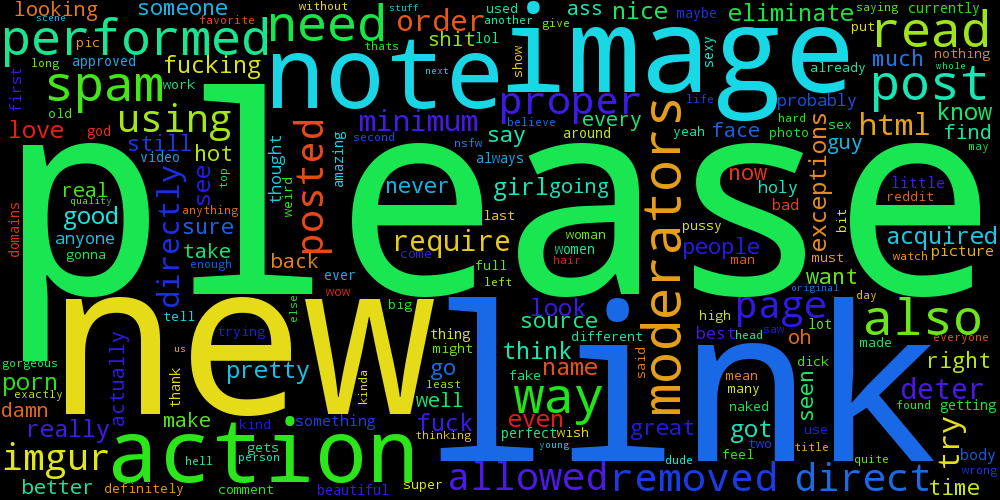 looking
someone
favorite
without
stuff
used
another
ass
nice
maybe
saying
currently
performed
need
order
give
eliminate
put
read
pic
thats
shit
lol
show
image
sexy
nothing
long
approved
fucking
note
next
already
much
whole
first
spam
work
proper
life
probably
post
old
using
minimum
believe
every
hard
know
love
god
still
second
say
around
yeah
face
photo
sex
html
find
video
hot
thought
amazing
posted
nsfw
always
moderators
guy
exceptions
may
please
real
quality
see
top
weird
never
girl
going
now
holy
bad
little
reddit
good
anything
last
pussy
bit
domains
anyone
directly
sure
require
woman
people
acquired
gonna
take
back
come
women
man
watch
picture
enough
full
hair
must
ever
left
want
original
wow
else
big
look
page
day
new
link
tell
trying
source
high
lot
also
actually
thing
different
best
head
saw
oh
made
everyone
us
might
think
said
gorgeous
pretty
kinda
go
name
dick
right
porn
exactly
thank
least
fake
way
mean
many
seen
deter
damn
make
well
naked
found
getting
really
kind
something
fuck
even
great
got
use
try
action
thinking
perfect
wish
two
title
body
imgur
gets
young
feel
hell
person
dude
quite
wrong
better
definitely
comment
beautiful
super
allowed
removed
direct
time
scene